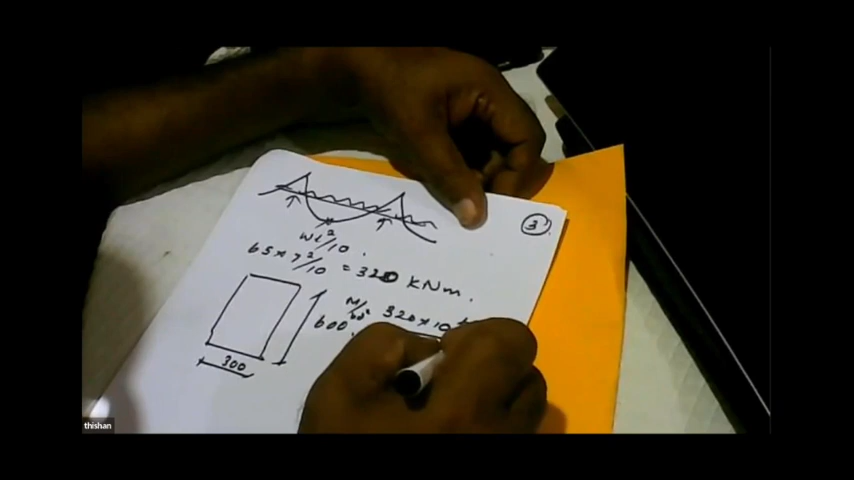 3
wl²/10.
65 x 7²/10 = 320 kNm.
M/bd² 320 x 10
600.
300
thishan